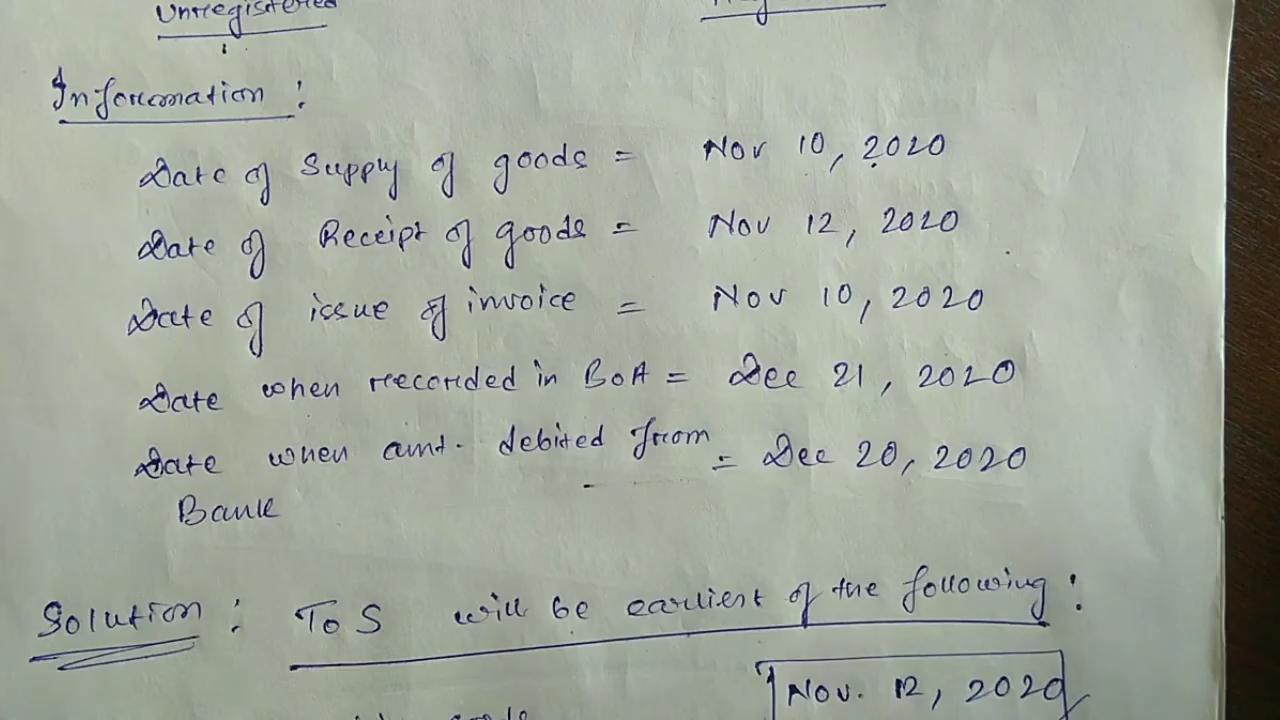 Unregistered
Information :
Date of Supply of goods = Nov 10, 2020
Date of Receipt of goods = Nov 12, 2020
Date of issue of invoice = Nov 10, 2020
Date when recorded in BoA = Dec 21, 2020
Date when amt. debited from = Dec 20, 2020
Bank
Solution : ToS will be earliest of the following :
Nov. 12, 2020